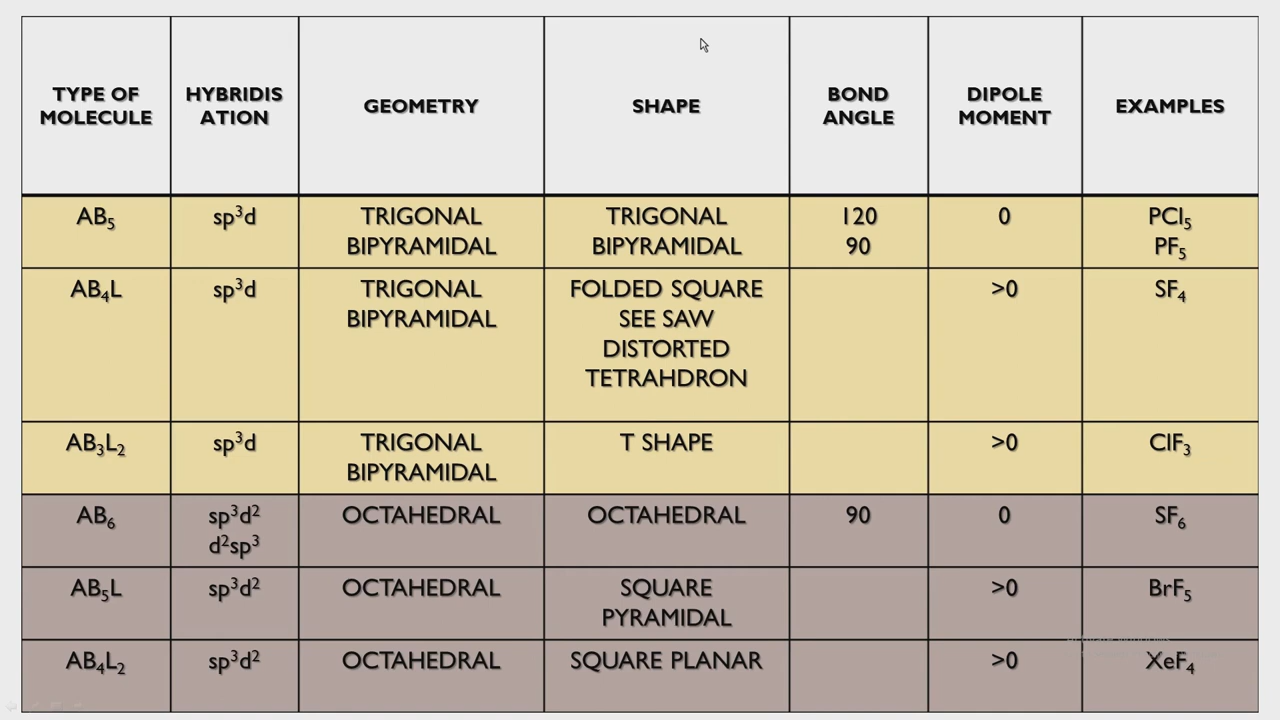 TYPE OF MOLECULE
HYBRIDIS ATION
GEOMETRY
SHAPE
BOND ANGLE
DIPOLE MOMENT
EXAMPLES
AB₅
sp³d
TRIGONAL
BIPYRAMIDAL
TRIGONAL
BIPYRAMIDAL
120
90
0
PCl₅
PF₅
AB₄L
sp³d
TRIGONAL
BIPYRAMIDAL
FOLDED SQUARE
SEE SAW
DISTORTED
TETRAHDRON
>0
SF₄
AB₃L₂
sp³d
TRIGONAL
BIPYRAMIDAL
T SHAPE
>0
ClF₃
AB₆
sp³d²
d²sp³
OCTAHEDRAL
OCTAHEDRAL
90
0
SF₆
AB₅L
sp³d²
OCTAHEDRAL
SQUARE
PYRAMIDAL
>0
BrF₅
AB₄L₂
sp³d²
OCTAHEDRAL
SQUARE PLANAR
>0
XeF₄